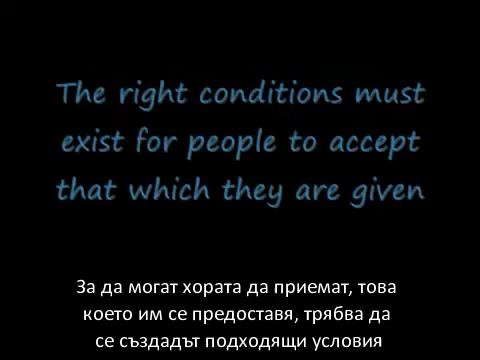 The right conditions must
exist for people to accept
that which they are given
За да могат хората да приемат, това
което им се предоставя, трябва да
се създадът подходящи условия